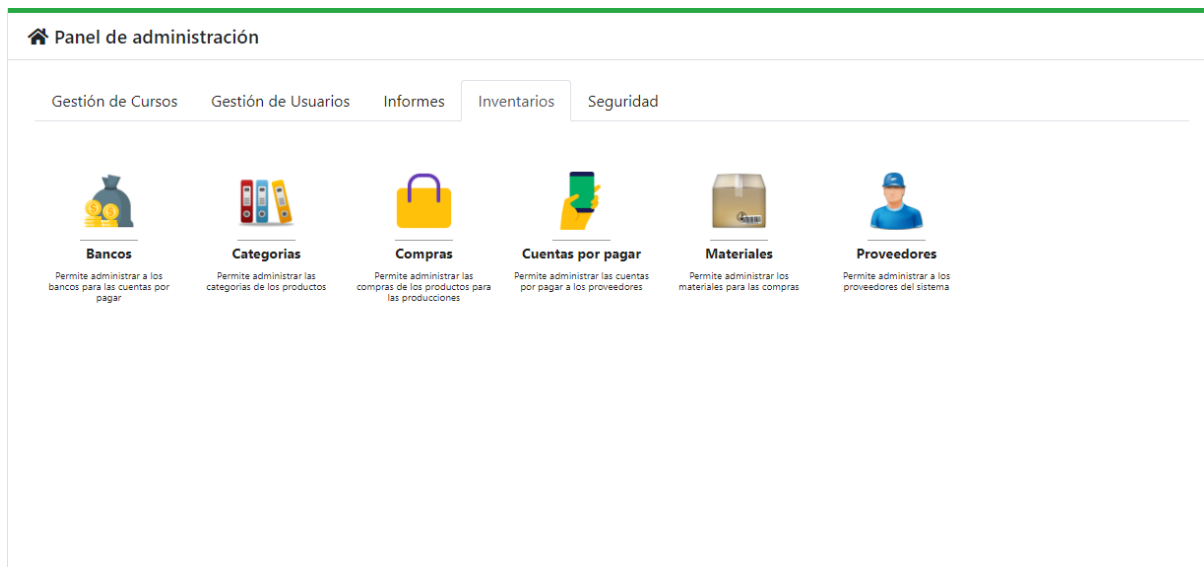 Panel de administración
Gestión de Cursos Gestión de Usuarios Informes Inventarios Seguridad
Bancos
Permite administrar a los
bancos para las cuentas por
pagar
Categorias
Permite administrar las
categorias de los productos
Compras
Permite administrar las
compras de los productos para
las producciones
Cuentas por pagar
Permite administrar las cuentas
por pagar a los proveedores
Materiales
Permite administrar los
materiales para las compras
Proveedores
Permite administrar a los
proveedores del sistema